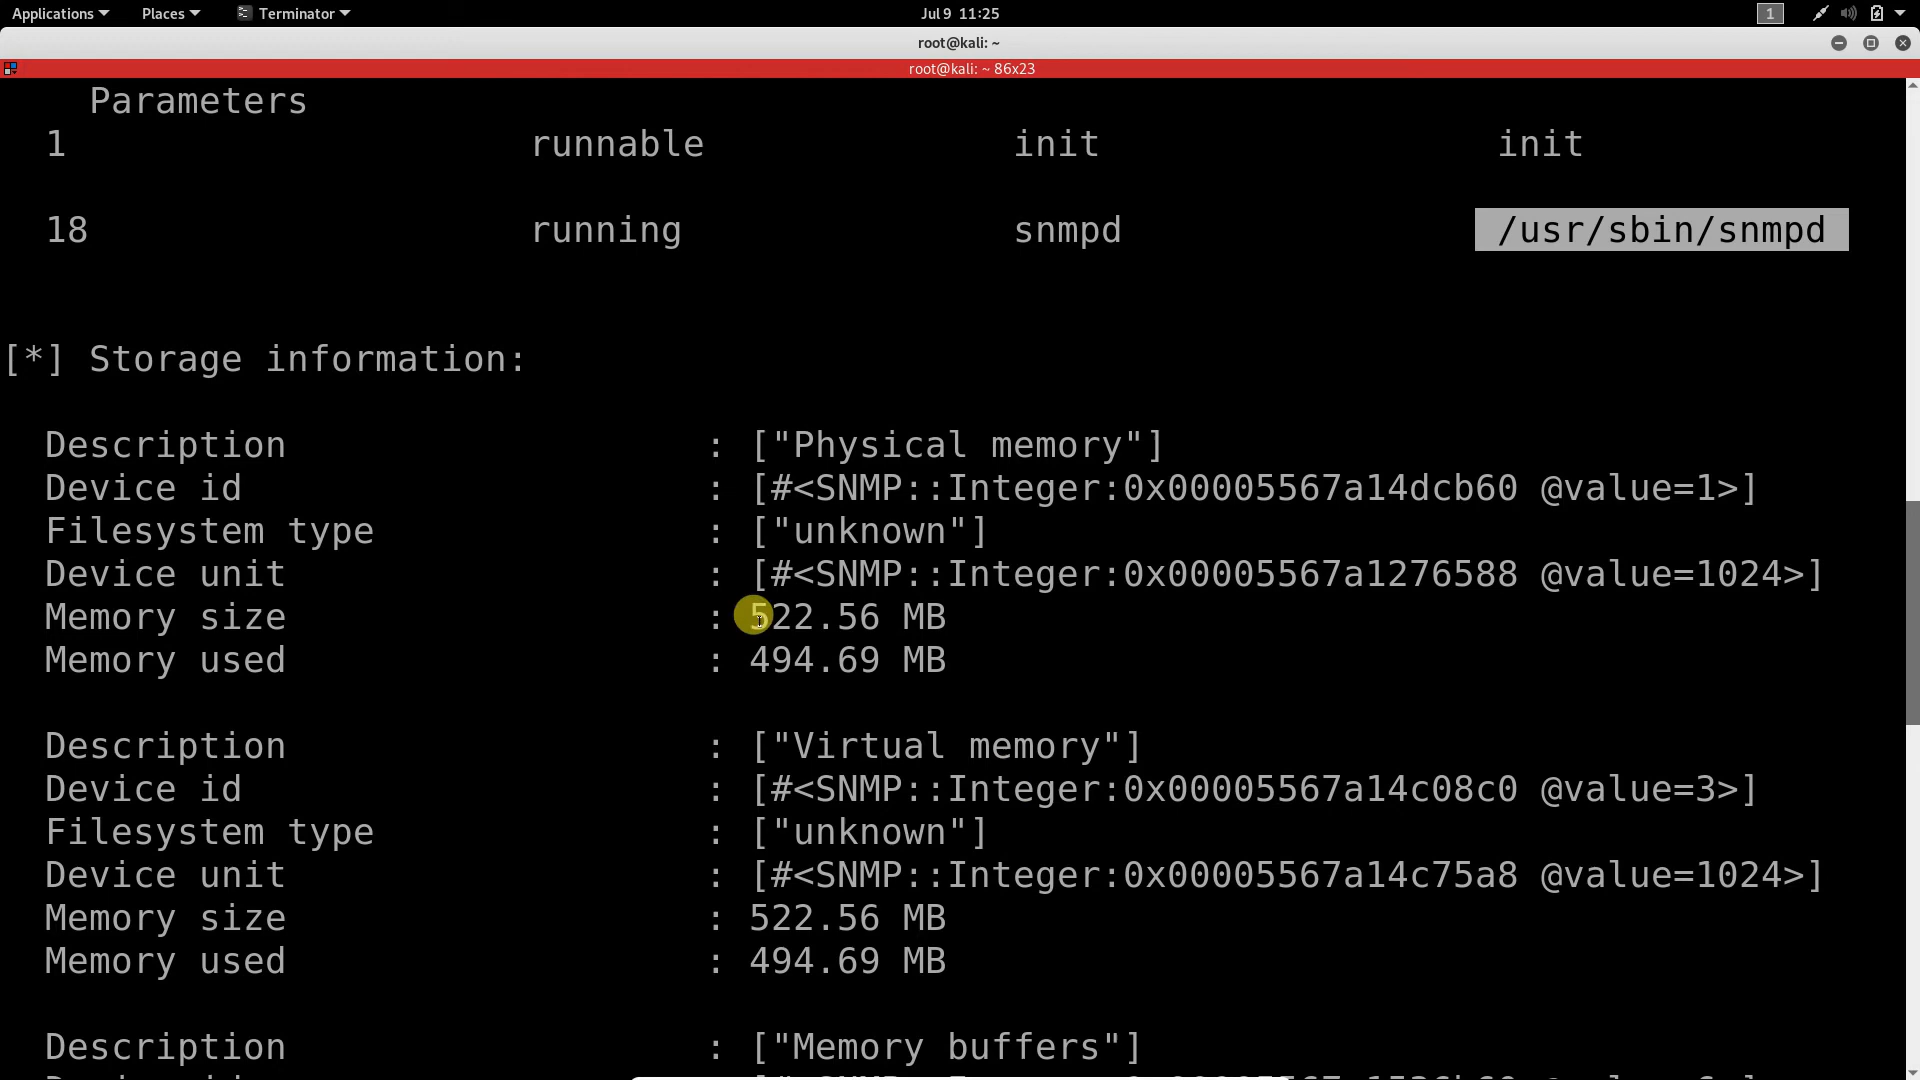 Applications Places Terminator Jul 9 11:25 1
root@kali: ~
root@kali: ~ 86x23
Parameters
1 runnable init init
18 running snmpd /usr/sbin/snmpd
[*] Storage information:
Description : ["Physical memory"]
Device id : [#<SNMP::Integer:0x00005567a14dcb60 @value=1>]
Filesystem type : ["unknown"]
Device unit : [#<SNMP::Integer:0x00005567a1276588 @value=1024>]
Memory size : 522.56 MB
Memory used : 494.69 MB
Description : ["Virtual memory"]
Device id : [#<SNMP::Integer:0x00005567a14c08c0 @value=3>]
Filesystem type : ["unknown"]
Device unit : [#<SNMP::Integer:0x00005567a14c75a8 @value=1024>]
Memory size : 522.56 MB
Memory used : 494.69 MB
Description : ["Memory buffers"]